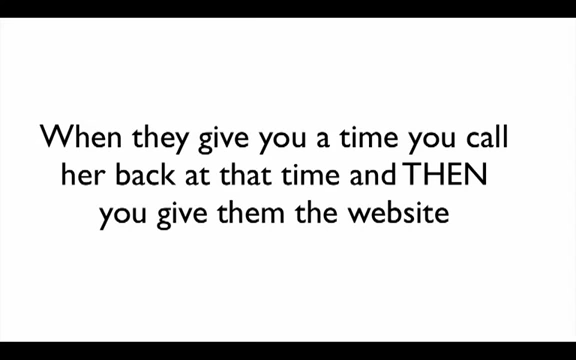 When they give you a time you call
her back at that time and THEN
you give them the website